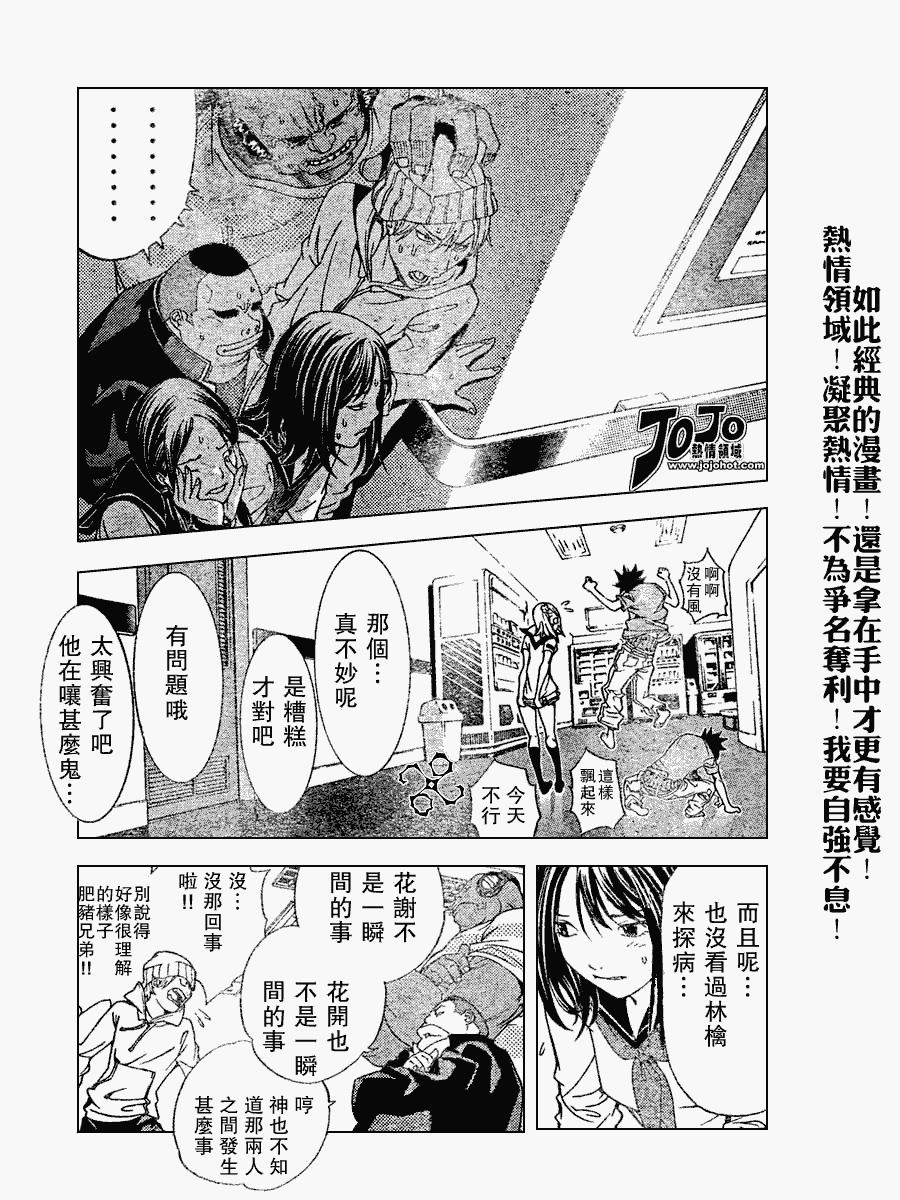 如此經典的漫畫！還是拿在手中才更有感覺！
熱情領域！凝聚熱情！不為爭名奪利！我要自強不息！
………
………
JOJO
熱情領域
www.jojohot.com
啊啊
沒有風
這樣
飄起來
今天
不行
那個…
真不妙呢
是糟糕
才對吧
有問題哦
太興奮了吧
他在嚷甚麼鬼…
而且呢…
也沒看過林檎
來探病…
花謝不
是一瞬
間的事
花開也
不是一瞬
間的事
哼
神也不知
道那兩人
之間發生
甚麼事
沒…
沒那回事
啦!!
別說得
好像很理解
的樣子
肥豬兄弟!!